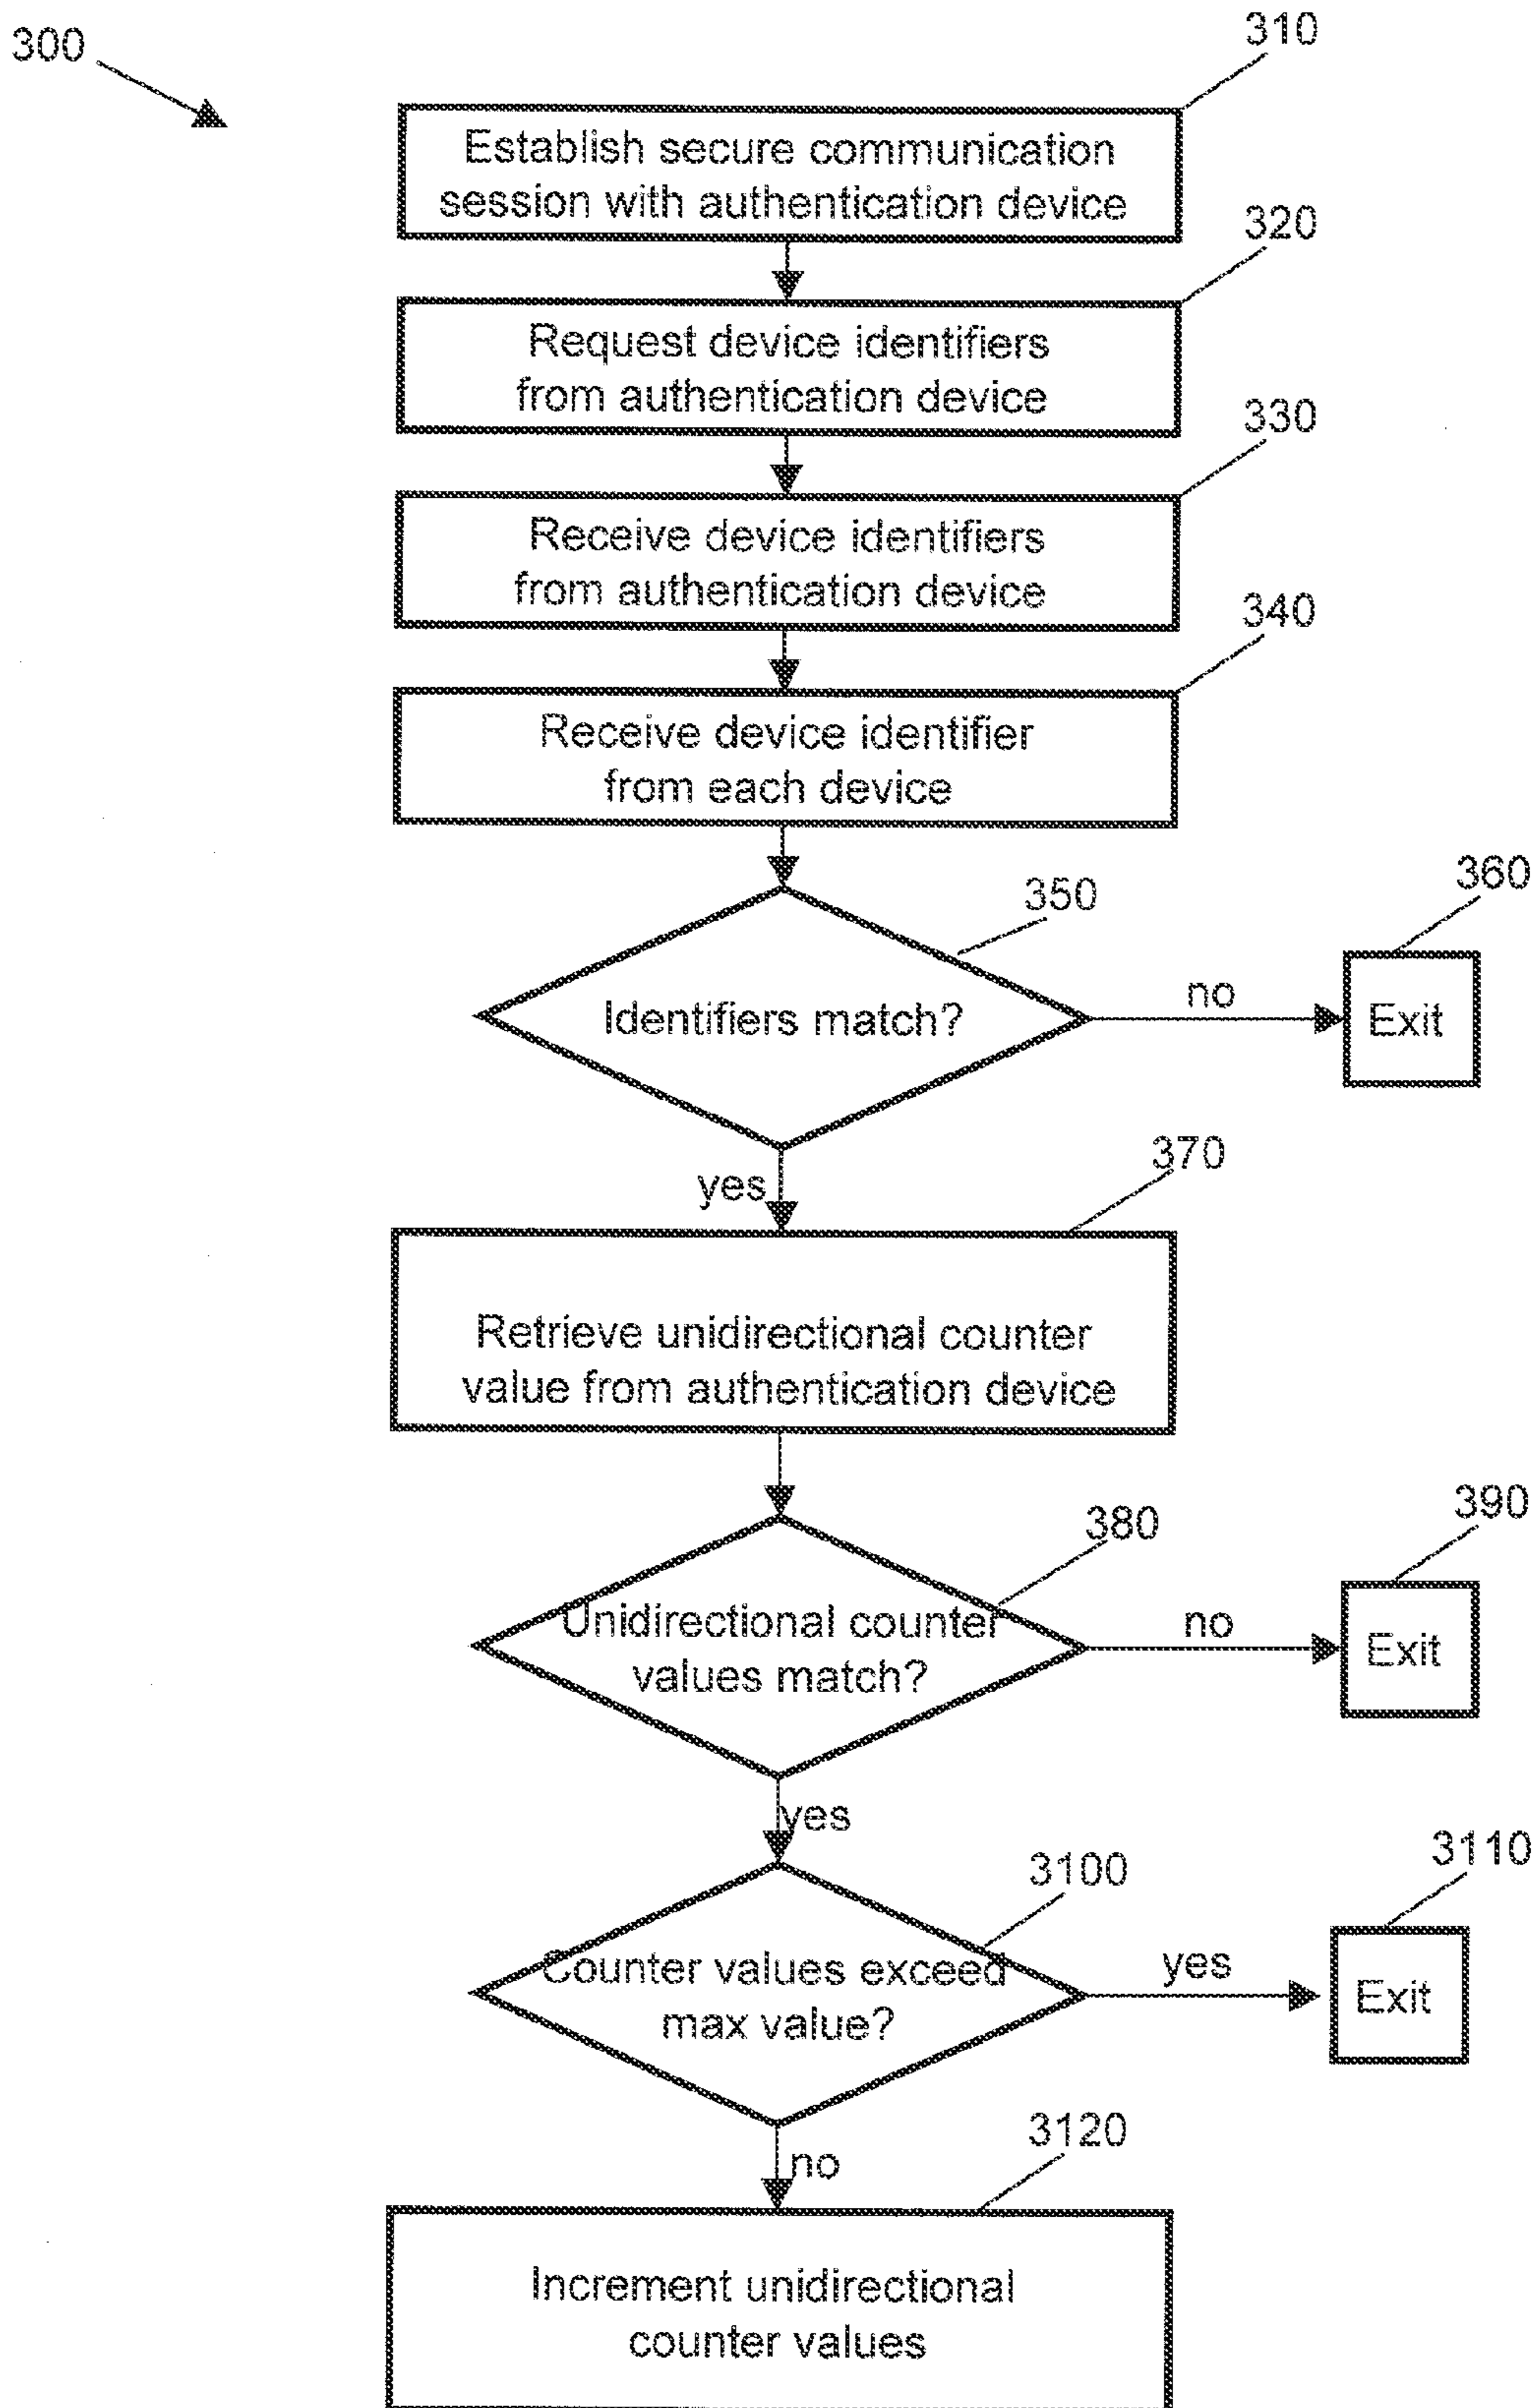 300
310
Establish secure communication
session with authentication device
320
Request device identifiers
from authentication device
330
Receive device identifiers
from authentication device
340
Receive device identifier
from each device
350
360
Identifiers match?
no
Exit
yes
370
Retrieve unidirectional counter
value from authentication device
380
390
Unidirectional counter
values match?
no
Exit
yes
3100
3110
Counter values exceed
max value?
yes
Exit
no
3120
Increment unidirectional
counter values